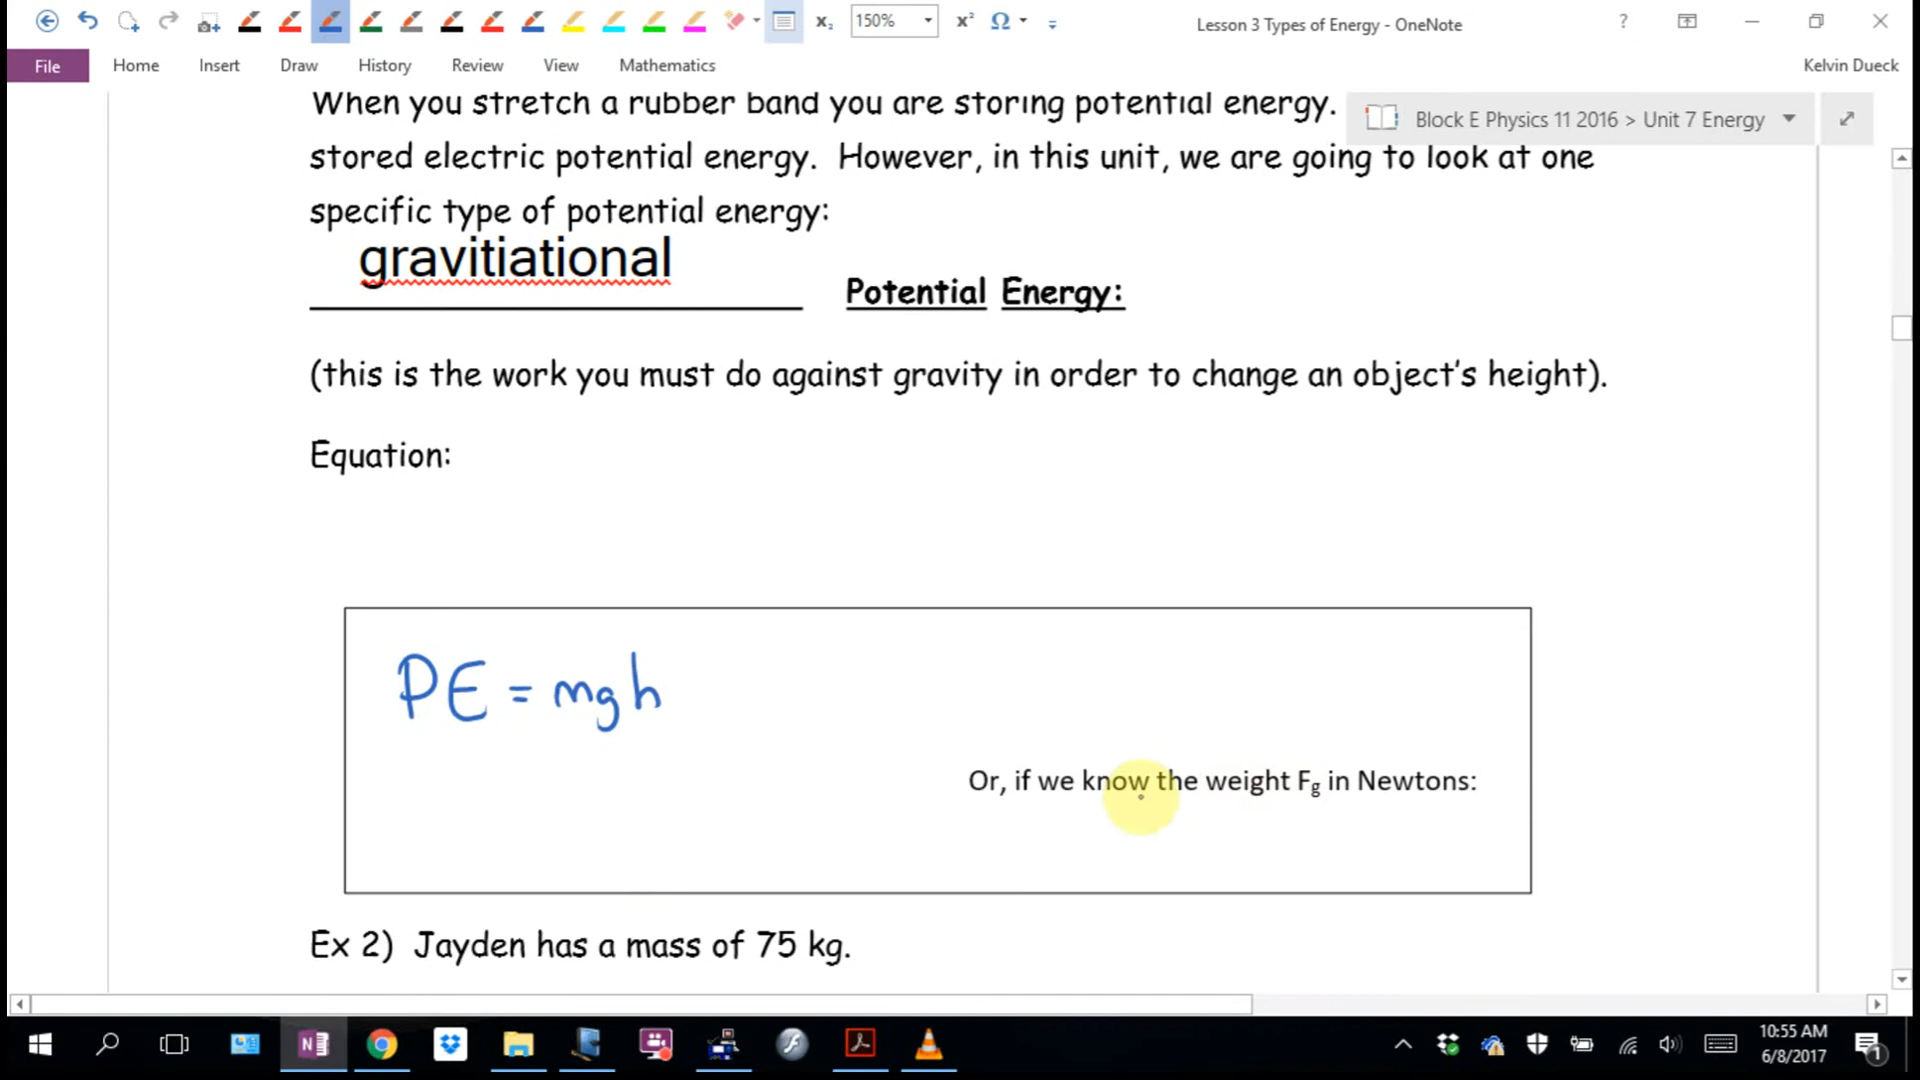 150%
Lesson 3 Types of Energy - OneNote
File Home Insert Draw History Review View Mathematics Kelvin Dueck
When you stretch a rubber band you are storing potential energy.
Block E Physics 11 2016 > Unit 7 Energy
stored electric potential energy. However, in this unit, we are going to look at one
specific type of potential energy:
gravitiational
Potential Energy:
(this is the work you must do against gravity in order to change an object's height).
Equation:
PE = mgh
Or, if we know the weight Fg in Newtons:
Ex 2) Jayden has a mass of 75 kg.
10:55 AM
6/8/2017